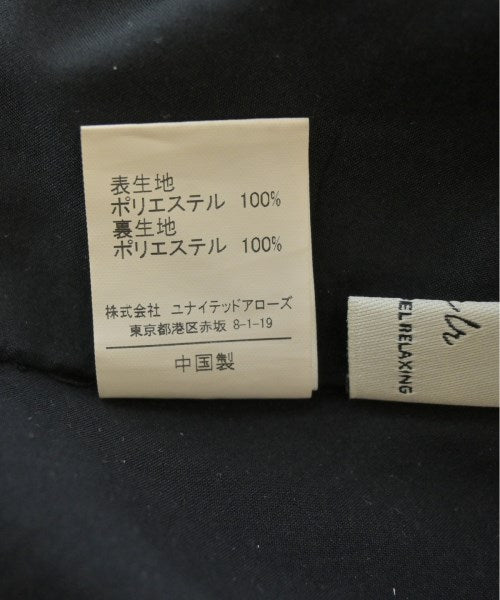 表生地
ポリエステル 100%
裏生地
ポリエステル 100%
株式会社 ユナイテッドアローズ
東京都港区赤坂 8-1-19
中国製
RELAXING